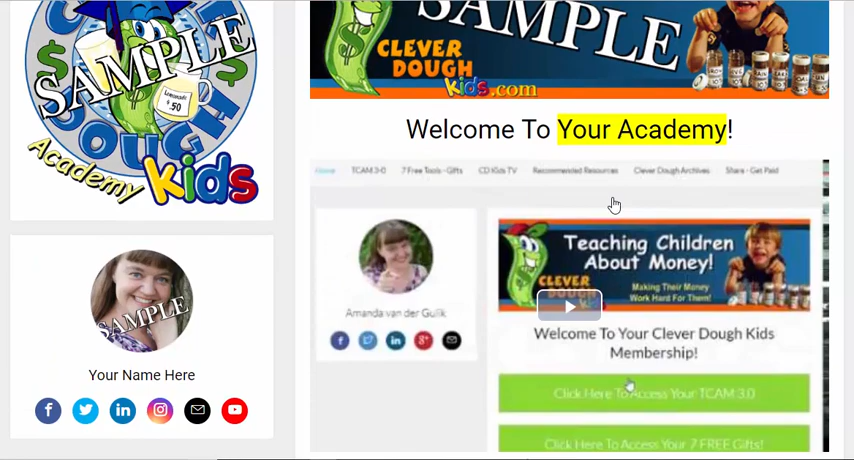 SAMPLE
Lemonade
$.50
DOUGH
Academy
kids
SAMPLE
Your Name Here
SAMPLE
CLEVER
DOUGH
kids.com
Welcome To Your Academy!
Home TCAM 3.0 7 Free Tools - Gifts CD Kids TV Recommended Resources Clever Dough Archives Share - Get Paid
Amanda van der Gulik
Teaching Children
About Money!
CLEVER
DOUGH
Making Their Money
Work Hard For Them!
Welcome To Your Clever Dough Kids
Membership!
Click Here To Access Your TCAM 3.0
Click Here To Access Your 7 FREE Gifts!